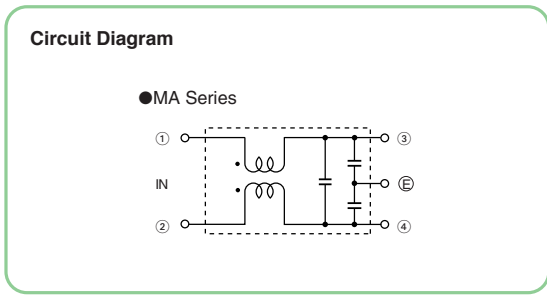 Circuit Diagram
●MA Series
① ③
IN Ⓔ
② ④